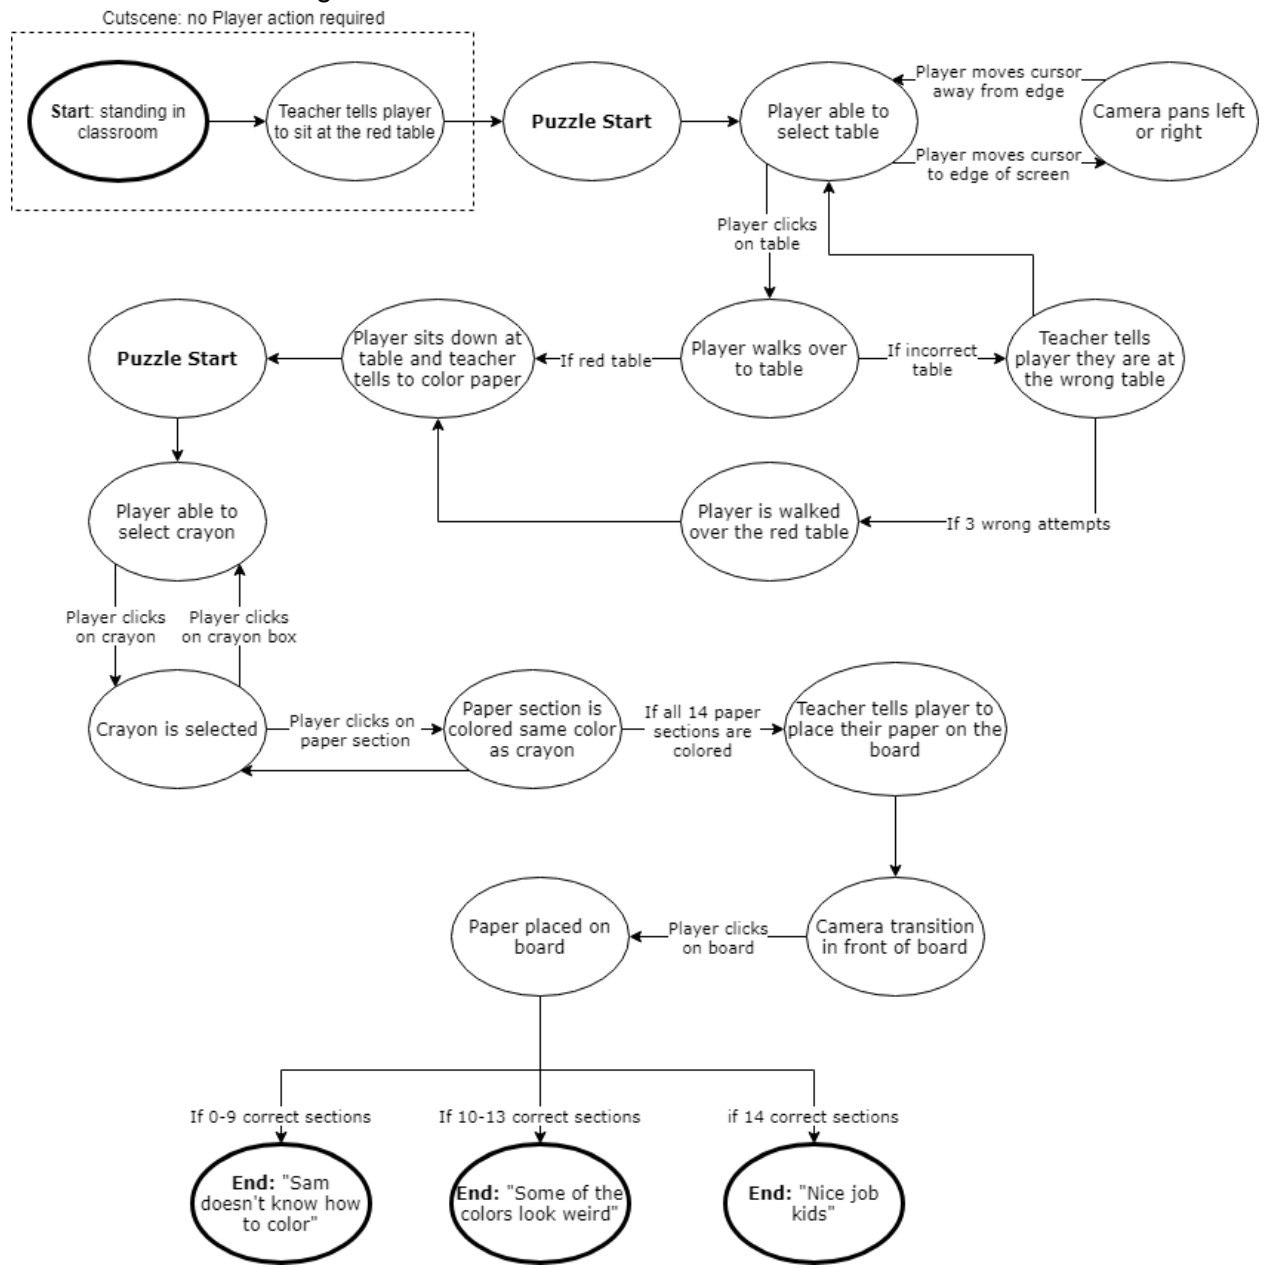 Cutscene: no Player action required
Start: standing in
classroom
Teacher tells player
to sit at the red table
Puzzle Start
Player able to
select table
Player moves cursor
away from edge
Player moves cursor
to edge of screen
Camera pans left
or right
Player clicks
on table
Puzzle Start
Player sits down at
table and teacher
tells to color paper
If red table
Player walks over
to table
If incorrect
table
Teacher tells
player they are at
the wrong table
Player able to
select crayon
Player is walked
over the red table
If 3 wrong attempts
Player clicks
on crayon
Player clicks
on crayon box
Crayon is selected
Player clicks on
paper section
Paper section is
colored same color
as crayon
If all 14 paper
sections are
colored
Teacher tells player to
place their paper on the
board
Paper placed on
board
Player clicks
on board
Camera transition
in front of board
If 0-9 correct sections
If 10-13 correct sections
if 14 correct sections
End: "Sam
doesn't know how
to color"
End: "Some of the
colors look weird"
End: "Nice job
kids"